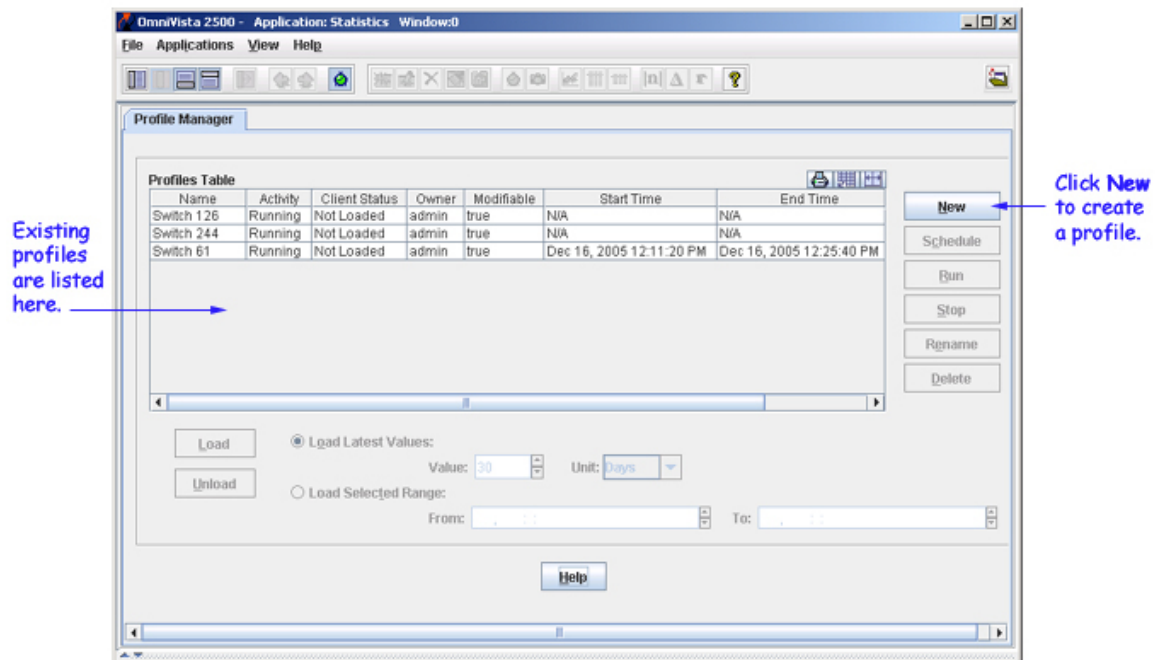 OmniVista 2500 - Application: Statistics Window:0
File Applications View Help
Profile Manager
Profiles Table
Name Activity Client Status Owner Modifiable Start Time End Time
Switch 126 Running Not Loaded admin true N/A N/A
Switch 244 Running Not Loaded admin true N/A N/A
Switch 61 Running Not Loaded admin true Dec 16, 2005 12:11:20 PM Dec 16, 2005 12:25:40 PM
New
Schedule
Run
Stop
Rename
Delete
Existing
profiles
are listed
here.
Click New
to create
a profile.
Load
Load Latest Values:
Value: 30 Unit: Days
Unload
Load Selected Range:
From: , : : To: , : :
Help